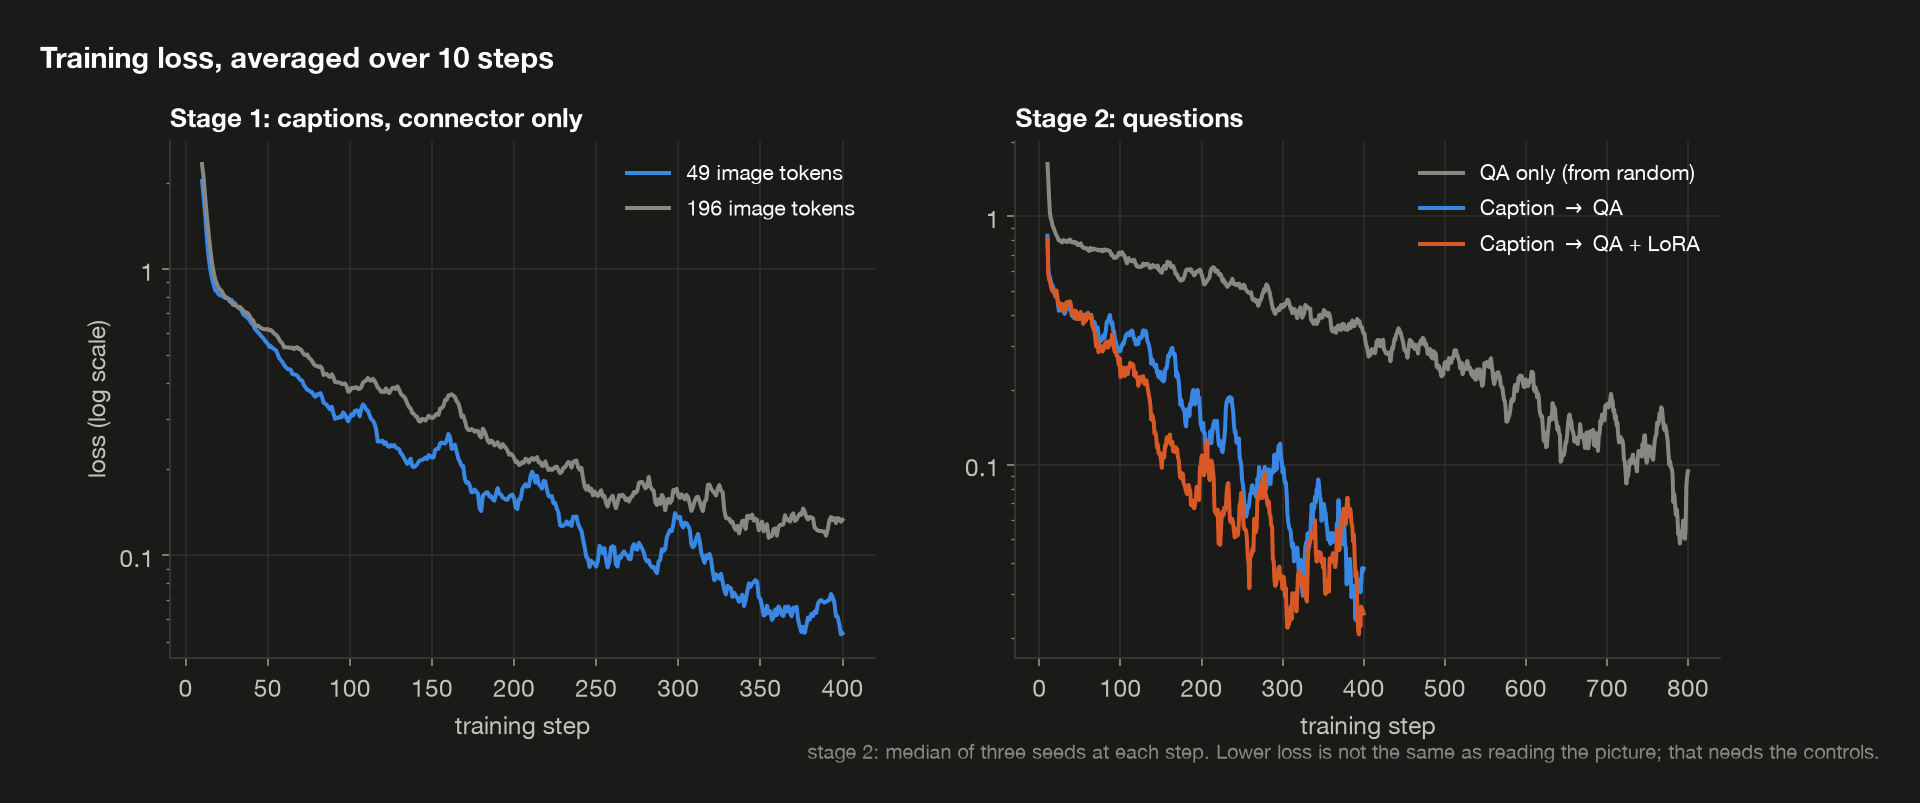 Training loss, averaged over 10 steps
Stage 1: captions, connector only
49 image tokens
196 image tokens
1
0.1
loss (log scale)
0 50 100 150 200 250 300 350 400
training step
Stage 2: questions
QA only (from random)
Caption → QA
Caption → QA + LoRA
1
0.1
0 100 200 300 400 500 600 700 800
training step
stage 2: median of three seeds at each step. Lower loss is not the same as reading the picture; that needs the controls.